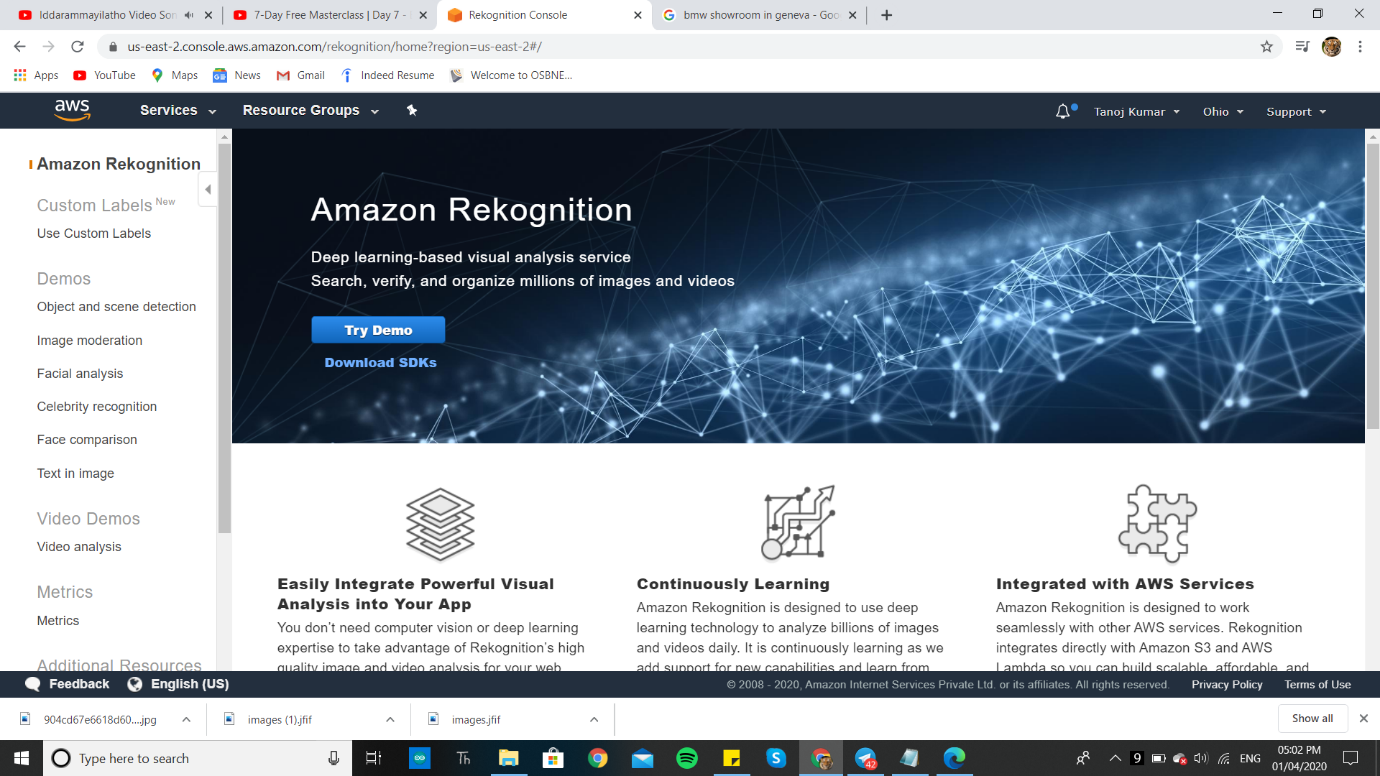 Iddarammayilatho Video Son
7-Day Free Masterclass | Day 7 -
Rekognition Console
bmw showroom in geneva - Goo
us-east-2.console.aws.amazon.com/rekognition/home?region=us-east-2#/
Apps
YouTube
Maps
News
Gmail
Indeed Resume
Welcome to OSBNE...
aws
Services
Resource Groups
Tanoj Kumar
Ohio
Support
Amazon Rekognition
Custom Labels New
Use Custom Labels
Demos
Object and scene detection
Image moderation
Facial analysis
Celebrity recognition
Face comparison
Text in image
Video Demos
Video analysis
Metrics
Metrics
Additional Resources
Amazon Rekognition
Deep learning-based visual analysis service
Search, verify, and organize millions of images and videos
Try Demo
Download SDKs
Easily Integrate Powerful Visual
Analysis into Your App
You don't need computer vision or deep learning
expertise to take advantage of Rekognition's high
quality image and video analysis for your web
Continuously Learning
Amazon Rekognition is designed to use deep
learning technology to analyze billions of images
and videos daily. It is continuously learning as we
add support for new capabilities and learn from
Integrated with AWS Services
Amazon Rekognition is designed to work
seamlessly with other AWS services. Rekognition
integrates directly with Amazon S3 and AWS
Lambda so you can build scalable, affordable, and
Feedback
English (US)
© 2008 - 2020, Amazon Internet Services Private Ltd. or its affiliates. All rights reserved.
Privacy Policy
Terms of Use
904cd67e6618d60....jpg
images (1).jfif
images.jfif
Show all
Type here to search
Th
42
9
ENG
05:02 PM
01/04/2020